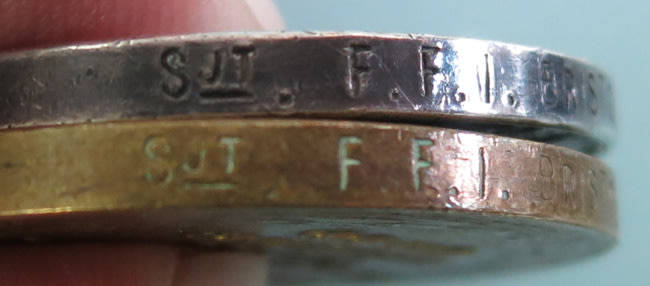 SJT. F. F. I. BRIS
SJT F F. I. BRIS